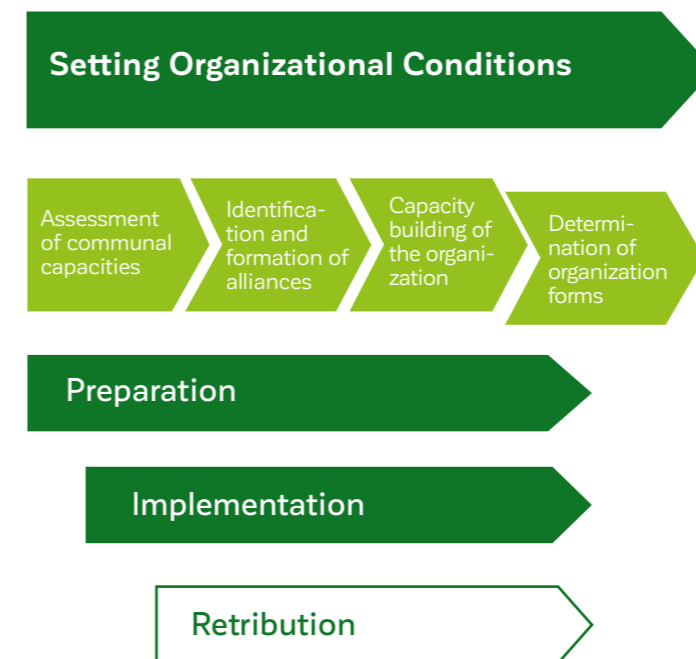 Setting Organizational Conditions
Assessment
of communal
capacities
Identifica-
tion and
formation of
alliances
Capacity
building of
the organi-
zation
Determi-
nation of
organization
forms
Preparation
Implementation
Retribution